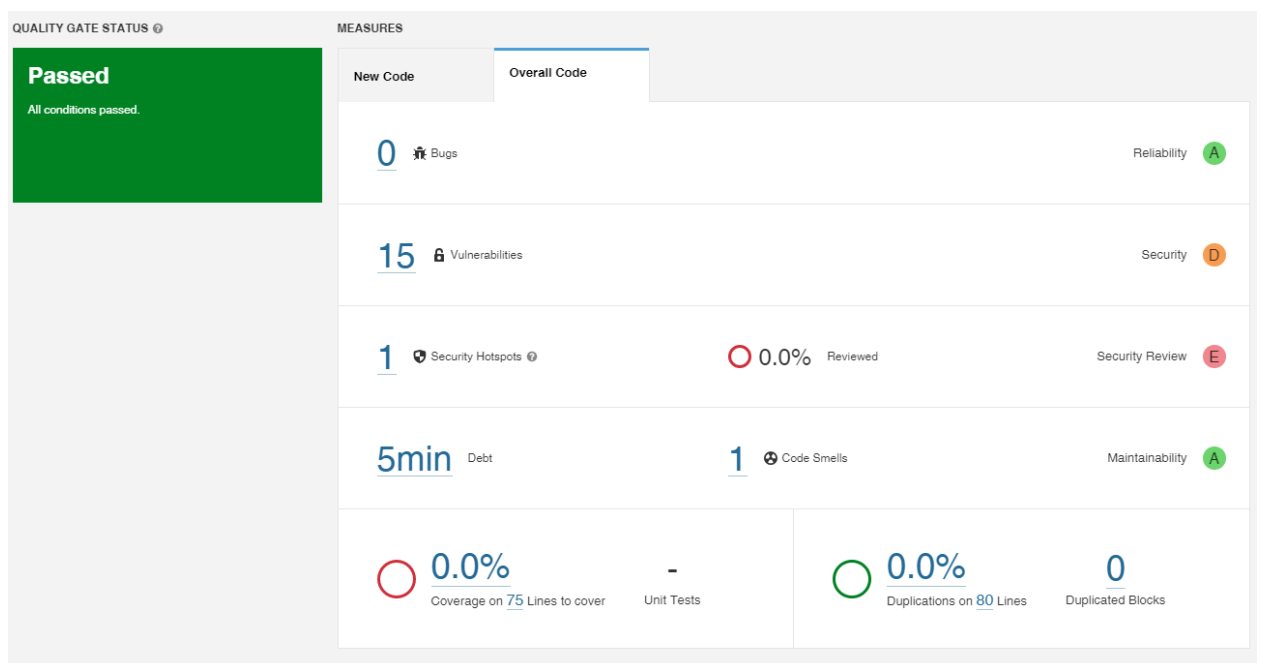 QUALITY GATE STATUS
MEASURES
Passed
All conditions passed.
New Code
Overall Code
0 Bugs
Reliability A
15 Vulnerabilities
Security D
1 Security Hotspots ?
0.0% Reviewed
Security Review E
5min Debt
1 Code Smells
Maintainability A
0.0%
Coverage on 75 Lines to cover
-
Unit Tests
0.0%
Duplications on 80 Lines
0
Duplicated Blocks